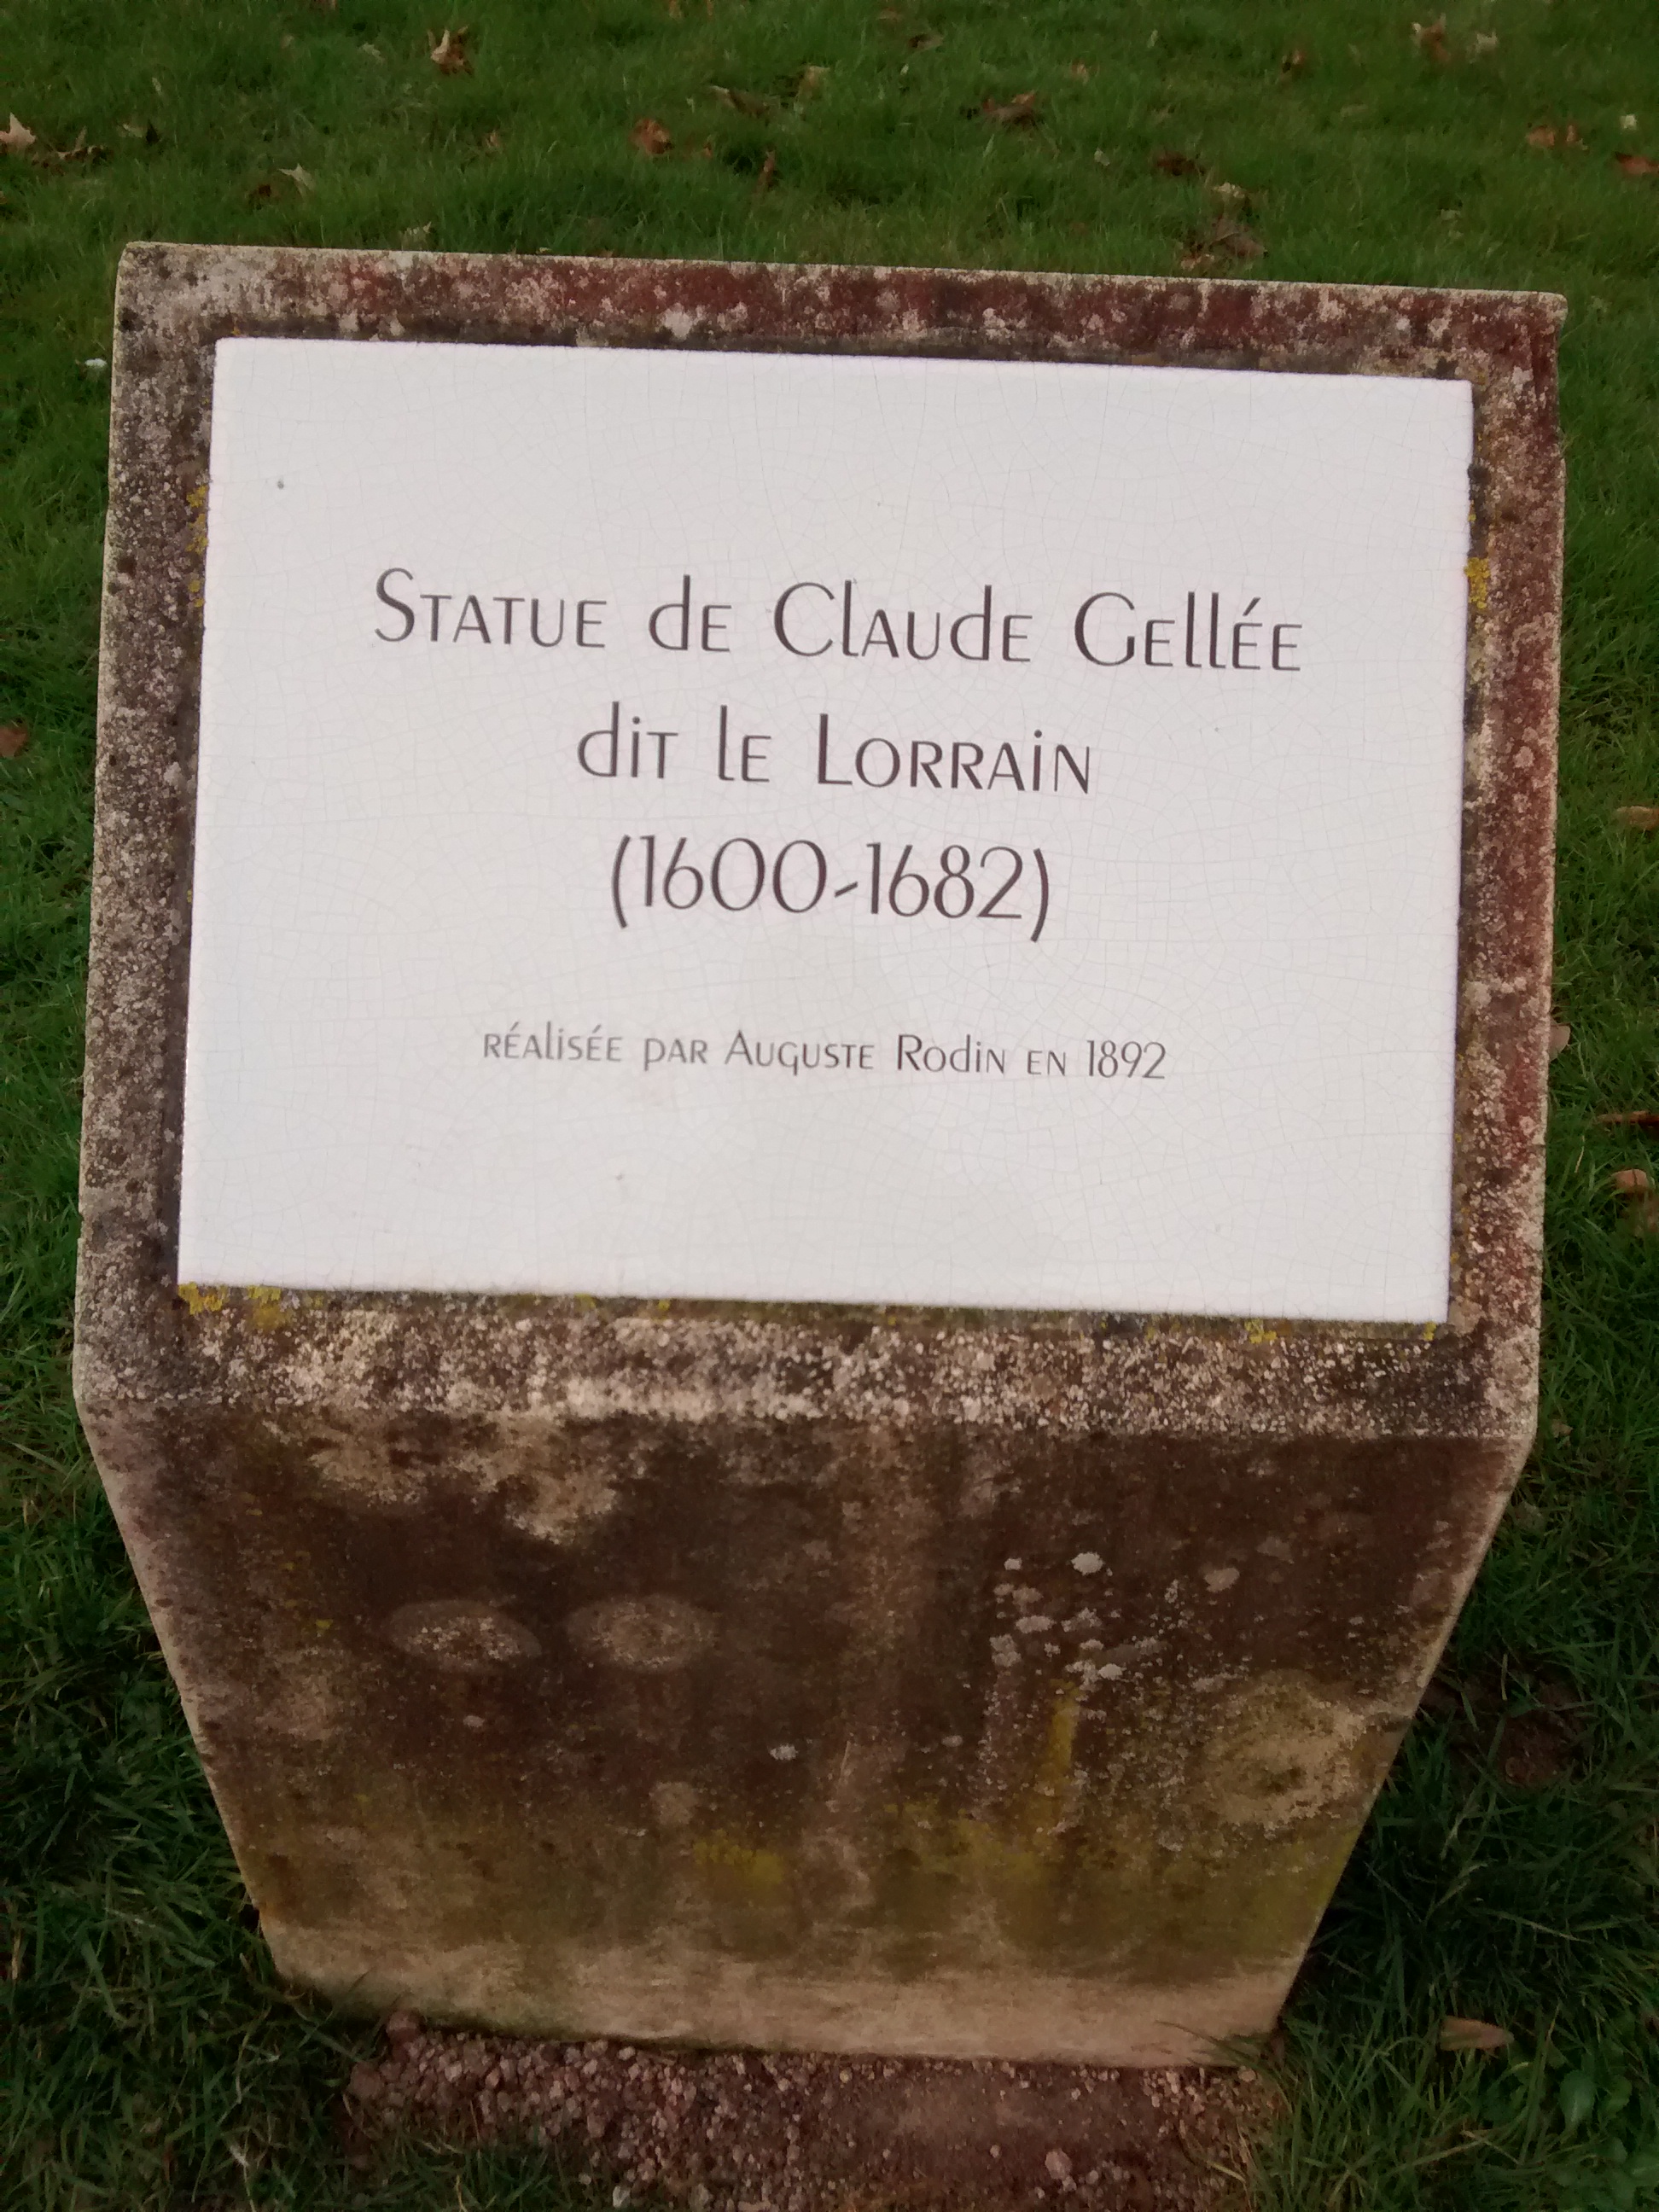 Statue de Claude Gellée
dit le Lorrain
(1600-1682)
réalisée par Auguste Rodin en 1892